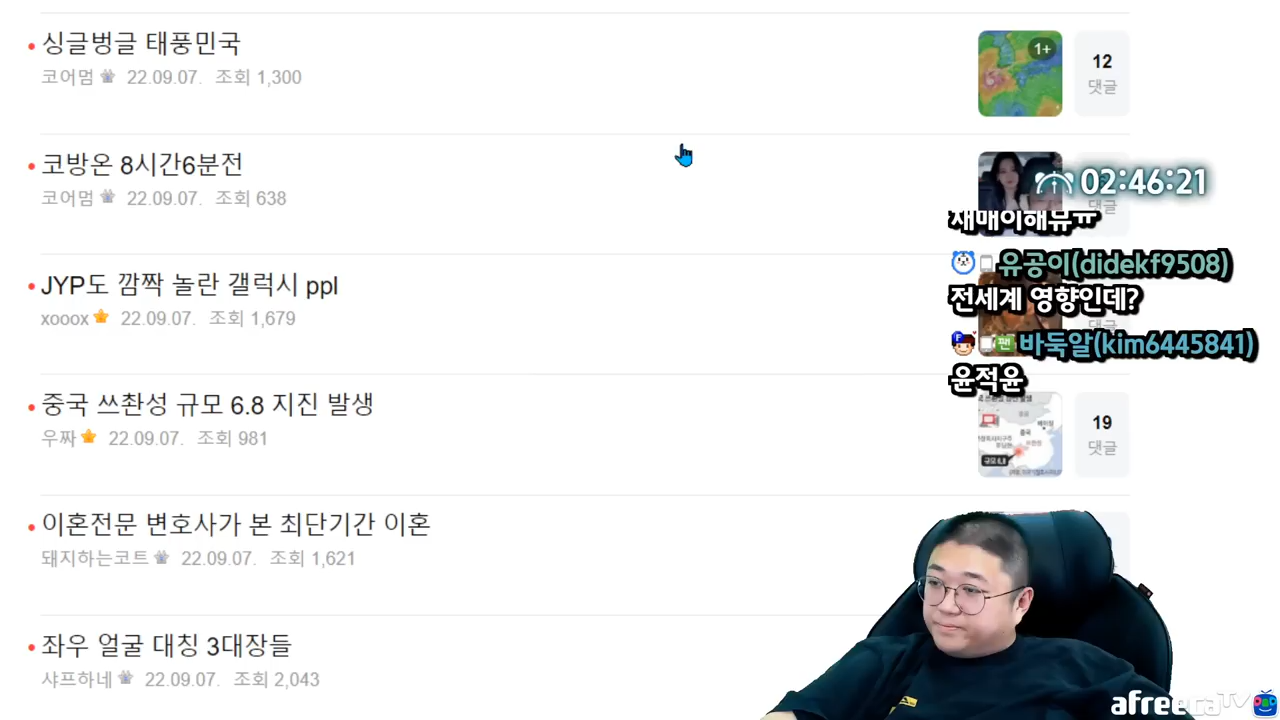 싱글벙글 태풍민국
코어멈 22.09.07. 조회 1,300
1+
12
댓글
코방온 8시간6분전
코어멈 22.09.07. 조회 638
02:46:21
댓글
JYP도 깜짝 놀란 갤럭시 ppl
xooox 22.09.07. 조회 1,679
유공이(didekf9508)
전세계 영향인데?
댓글
팬 바둑알(kim6445841)
윤적윤
중국 쓰촨성 규모 6.8 지진 발생
우짜 22.09.07. 조회 981
중국
19
댓글
이혼전문 변호사가 본 최단기간 이혼
돼지하는코트 22.09.07. 조회 1,621
좌우 얼굴 대칭 3대장들
샤프하네 22.09.07. 조회 2,043
afreecaTV